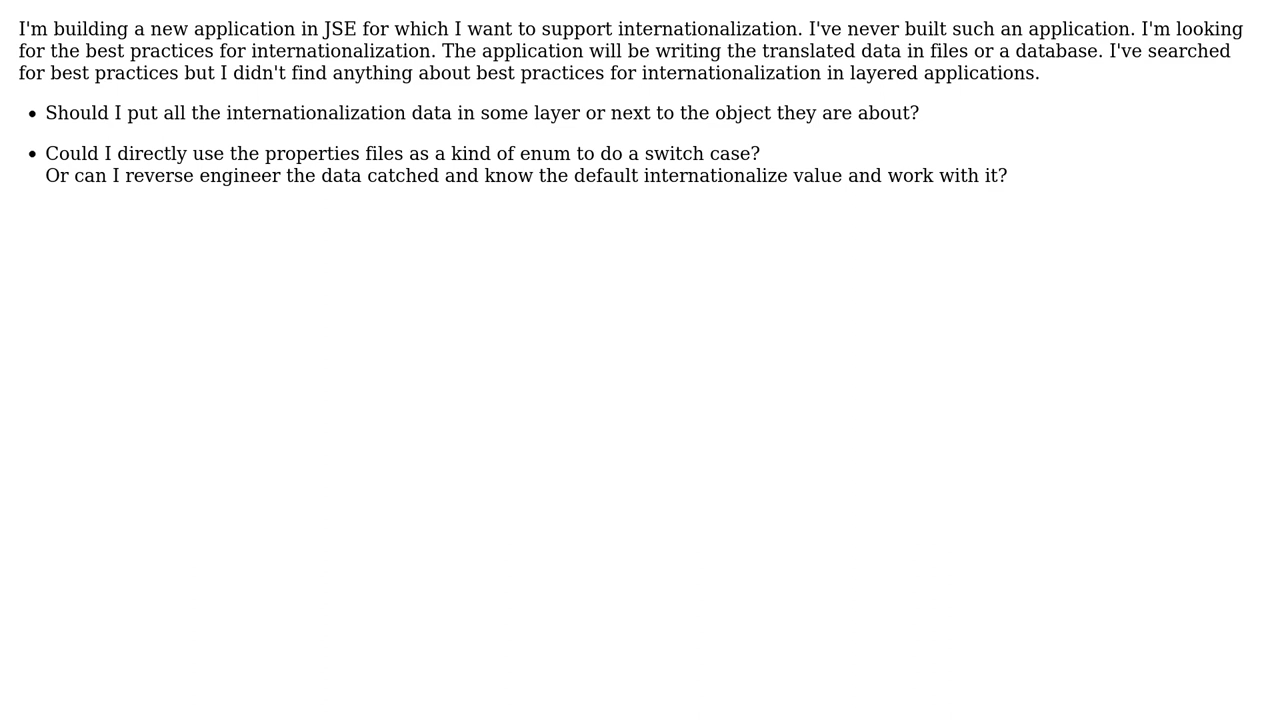 I'm building a new application in JSE for which I want to support internationalization. I've never built such an application. I'm looking
for the best practices for internationalization. The application will be writing the translated data in files or a database. I've searched
for best practices but I didn't find anything about best practices for internationalization in layered applications.
• Should I put all the internationalization data in some layer or next to the object they are about?
• Could I directly use the properties files as a kind of enum to do a switch case?
Or can I reverse engineer the data catched and know the default internationalize value and work with it?